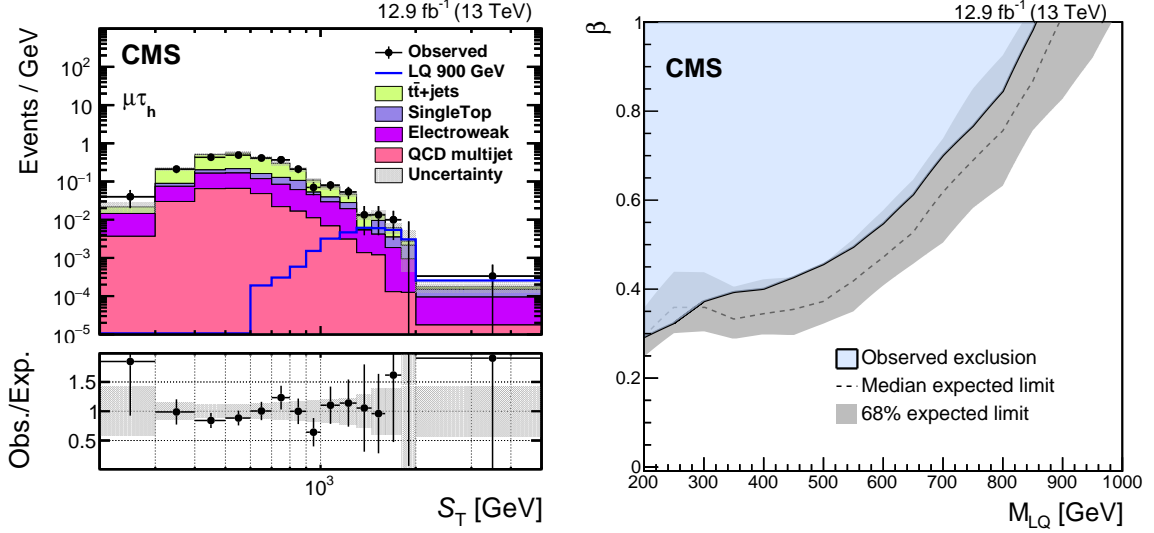 12.9 fb⁻¹ (13 TeV)
CMS
μτ_h
Events / GeV
10²
10
1
10⁻¹
10⁻²
10⁻³
10⁻⁴
10⁻⁵
Observed
LQ 900 GeV
tt̄+jets
SingleTop
Electroweak
QCD multijet
Uncertainty
Obs./Exp.
1.5
1
0.5
10³
S_T [GeV]
12.9 fb⁻¹ (13 TeV)
CMS
β
1
0.8
0.6
0.4
0.2
0
Observed exclusion
Median expected limit
68% expected limit
200 300 400 500 600 700 800 900 1000
M_LQ [GeV]